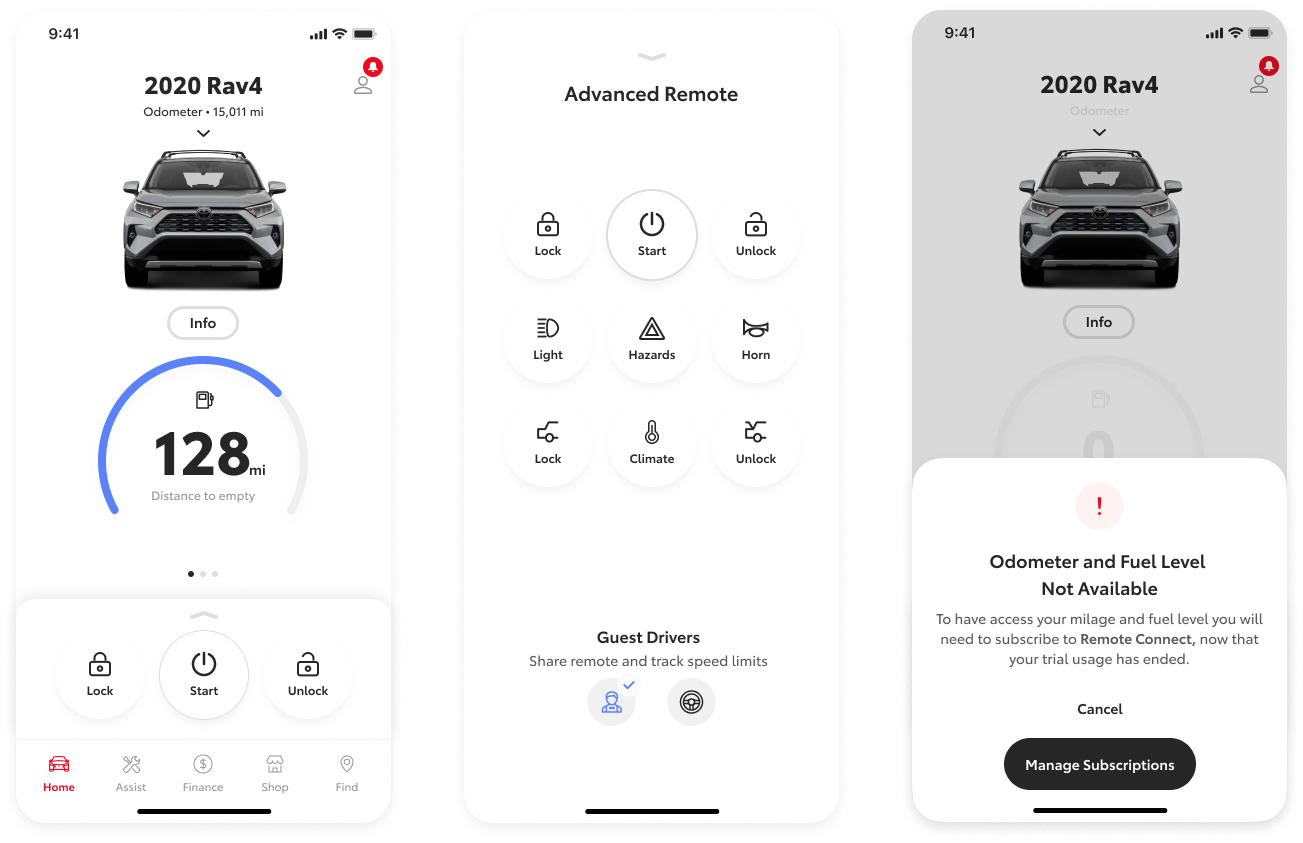 9:41
2020 Rav4
Odometer • 15,011 mi
Info
128mi
Distance to empty
Lock
Start
Unlock
Home
Assist
Finance
Shop
Find
Advanced Remote
Lock
Start
Unlock
Light
Hazards
Horn
Lock
Climate
Unlock
Guest Drivers
Share remote and track speed limits
9:41
2020 Rav4
Odometer
Info
0
!
Odometer and Fuel Level
Not Available
To have access your milage and fuel level you will
need to subscribe to Remote Connect, now that
your trial usage has ended.
Cancel
Manage Subscriptions